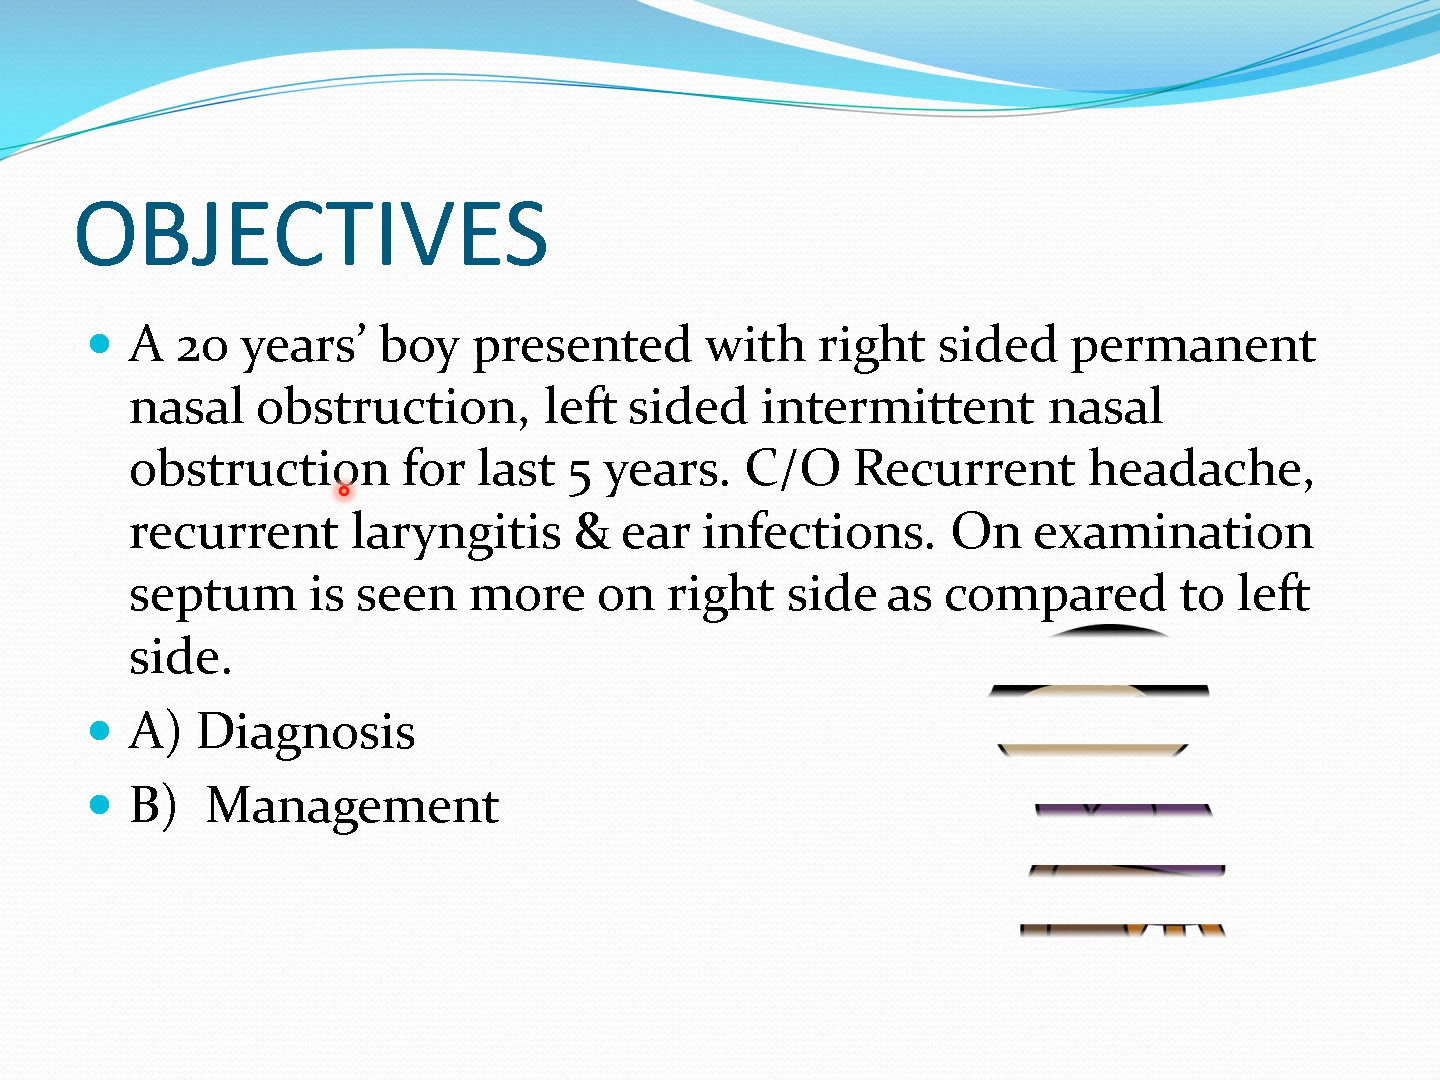 OBJECTIVES
A 20 years’ boy presented with right sided permanent
nasal obstruction, left sided intermittent nasal
obstruction for last 5 years. C/O Recurrent headache,
recurrent laryngitis & ear infections. On examination
septum is seen more on right side as compared to left
side.
A) Diagnosis
B) Management